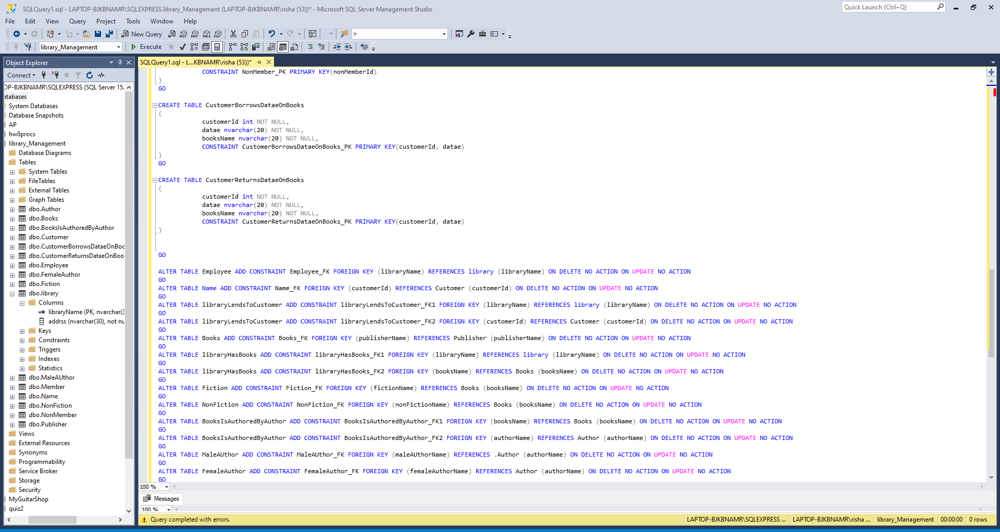 SQLQuery1.sql - LAPTOP-BJKBNAMR\SQLEXPRESS.library_Management (LAPTOP-BJKBNAMR\risha (53))* - Microsoft SQL Server Management Studio
Quick Launch (Ctrl+Q)
File Edit View Query Project Tools Window Help
New Query MDX DMX XMLA DAX >
library_Management Execute
Object Explorer
SQLQuery1.sql - L...KBNAMR\risha (53))*
Connect
OP-BJKBNAMR\SQLEXPRESS (SQL Server 15.
atabases
System Databases
Database Snapshots
AP
hw8procs
library_Management
Database Diagrams
Tables
System Tables
FileTables
External Tables
Graph Tables
dbo.Author
dbo.Books
dbo.BooksIsAuthoredByAuthor
dbo.Customer
dbo.CustomerBorrowsDataeOnBoo
dbo.CustomerReturnsDataeOnBoo
dbo.Employee
dbo.FemaleAuthor
dbo.Fiction
dbo.library
Columns
libraryName (PK, nvarchar(3
addrss (nvarchar(30), not nu
Keys
Constraints
Triggers
Indexes
Statistics
dbo.MaleAUthor
dbo.Member
dbo.Name
dbo.NonFiction
dbo.NonMember
dbo.Publisher
Views
External Resources
Synonyms
Programmability
Service Broker
Storage
Security
MyGuitarShop
quiz2
CONSTRAINT NonMember_PK PRIMARY KEY(nonMemberId)
)
GO
CREATE TABLE CustomerBorrowsDataeOnBooks
(
customerId int NOT NULL,
datae nvarchar(20) NOT NULL,
booksName nvarchar(20) NOT NULL,
CONSTRAINT CustomerBorrowsDataeOnBooks_PK PRIMARY KEY(customerId, datae)
)
GO
CREATE TABLE CustomerReturnsDataeOnBooks
(
customerId int NOT NULL,
datae nvarchar(20) NOT NULL,
booksName nvarchar(20) NOT NULL,
CONSTRAINT CustomerReturnsDataeOnBooks_PK PRIMARY KEY(customerId, datae)
)
GO
ALTER TABLE Employee ADD CONSTRAINT Employee_FK FOREIGN KEY (libraryName) REFERENCES library (libraryName) ON DELETE NO ACTION ON UPDATE NO ACTION
GO
ALTER TABLE Name ADD CONSTRAINT Name_FK FOREIGN KEY (customerId) REFERENCES Customer (customerId) ON DELETE NO ACTION ON UPDATE NO ACTION
GO
ALTER TABLE libraryLendsToCustomer ADD CONSTRAINT libraryLendsToCustomer_FK1 FOREIGN KEY (libraryName) REFERENCES library (libraryName) ON DELETE NO ACTION ON UPDATE NO ACTION
GO
ALTER TABLE libraryLendsToCustomer ADD CONSTRAINT libraryLendsToCustomer_FK2 FOREIGN KEY (customerId) REFERENCES Customer (customerId) ON DELETE NO ACTION ON UPDATE NO ACTION
GO
ALTER TABLE Books ADD CONSTRAINT Books_FK FOREIGN KEY (publisherName) REFERENCES Publisher (publisherName) ON DELETE NO ACTION ON UPDATE NO ACTION
GO
ALTER TABLE libraryHasBooks ADD CONSTRAINT libraryHasBooks_FK1 FOREIGN KEY (libraryName) REFERENCES library (libraryName) ON DELETE NO ACTION ON UPDATE NO ACTION
GO
ALTER TABLE libraryHasBooks ADD CONSTRAINT libraryHasBooks_FK2 FOREIGN KEY (booksName) REFERENCES Books (booksName) ON DELETE NO ACTION ON UPDATE NO ACTION
GO
ALTER TABLE Fiction ADD CONSTRAINT Fiction_FK FOREIGN KEY (fictionName) REFERENCES Books (booksName) ON DELETE NO ACTION ON UPDATE NO ACTION
GO
ALTER TABLE NonFiction ADD CONSTRAINT NonFiction_FK FOREIGN KEY (nonFictionName) REFERENCES Books (booksName) ON DELETE NO ACTION ON UPDATE NO ACTION
GO
ALTER TABLE BooksIsAuthoredByAuthor ADD CONSTRAINT BooksIsAuthoredByAuthor_FK1 FOREIGN KEY (booksName) REFERENCES Books (booksName) ON DELETE NO ACTION ON UPDATE NO ACTION
GO
ALTER TABLE BooksIsAuthoredByAuthor ADD CONSTRAINT BooksIsAuthoredByAuthor_FK2 FOREIGN KEY (authorName) REFERENCES Author (authorName) ON DELETE NO ACTION ON UPDATE NO ACTION
GO
ALTER TABLE MaleAUthor ADD CONSTRAINT MaleAUthor_FK FOREIGN KEY (maleAUthorName) REFERENCES .Author (authorName) ON DELETE NO ACTION ON UPDATE NO ACTION
GO
ALTER TABLE FemaleAuthor ADD CONSTRAINT FemaleAuthor_FK FOREIGN KEY (femaleAuthorName) REFERENCES Author (authorName) ON DELETE NO ACTION ON UPDATE NO ACTION
GO
100 %
Messages
100 %
Query completed with errors.
LAPTOP-BJKBNAMR\SQLEXPRESS ... LAPTOP-BJKBNAMR\risha ... library_Management 00:00:00 0 rows